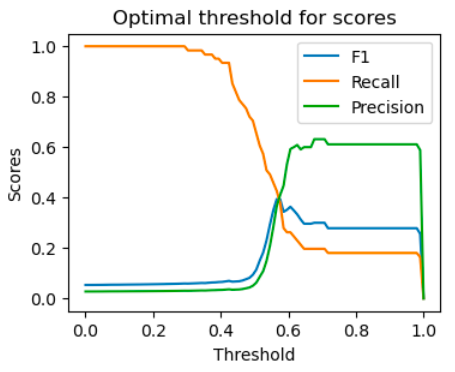 Optimal threshold for scores
1.0
0.8
0.6
0.4
0.2
0.0
Scores
F1
Recall
Precision
0.0 0.2 0.4 0.6 0.8 1.0
Threshold